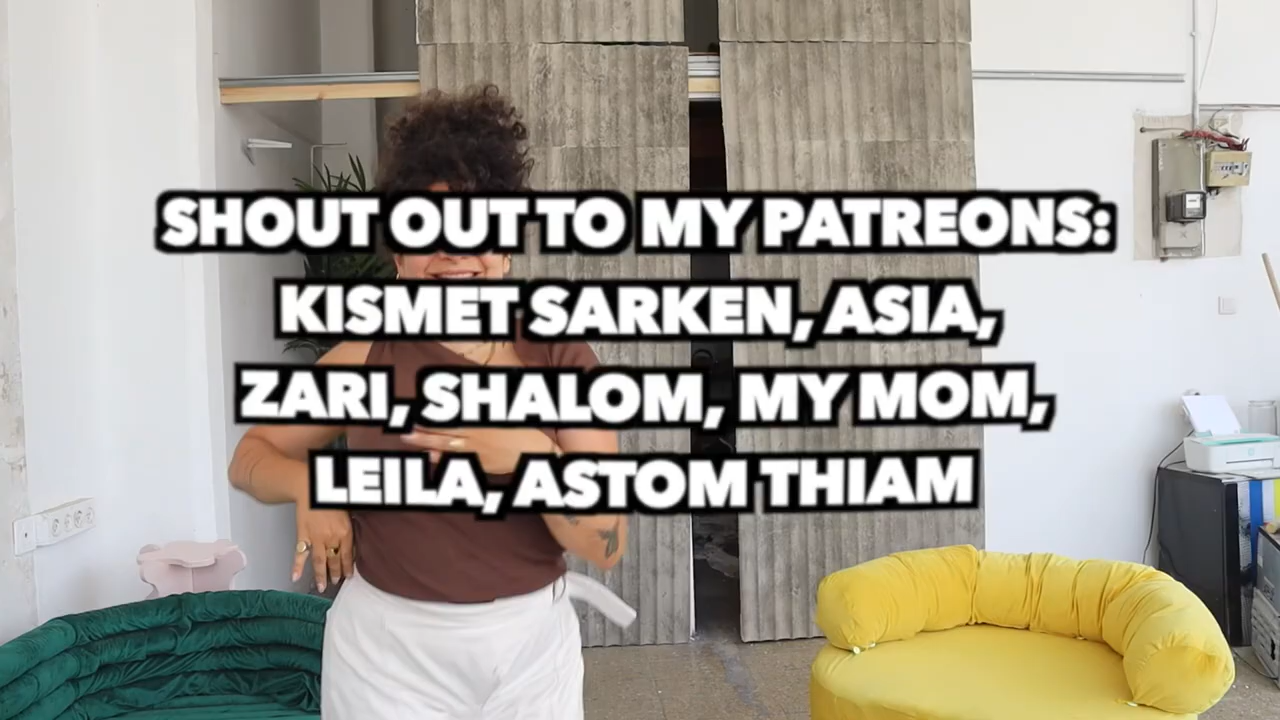 SHOUT OUT TO MY PATREONS:
KISMET SARKEN, ASIA,
ZARI, SHALOM, MY MOM,
LEILA, ASTOM THIAM